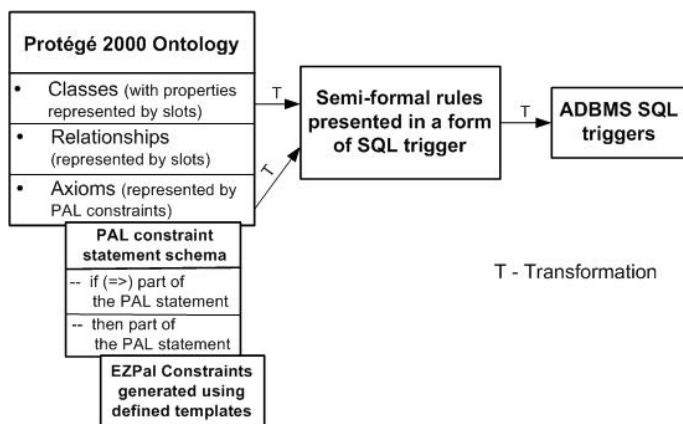 Protégé 2000 Ontology
• Classes (with properties
represented by slots)
• Relationships
(represented by slots)
• Axioms (represented by
PAL constraints)
PAL constraint
statement schema
-- if (=>) part of
the PAL statement
-- then part of
the PAL statement
EZPal Constraints
generated using
defined templates
T
T
Semi-formal rules
presented in a form
of SQL trigger
T
ADBMS SQL
triggers
T - Transformation